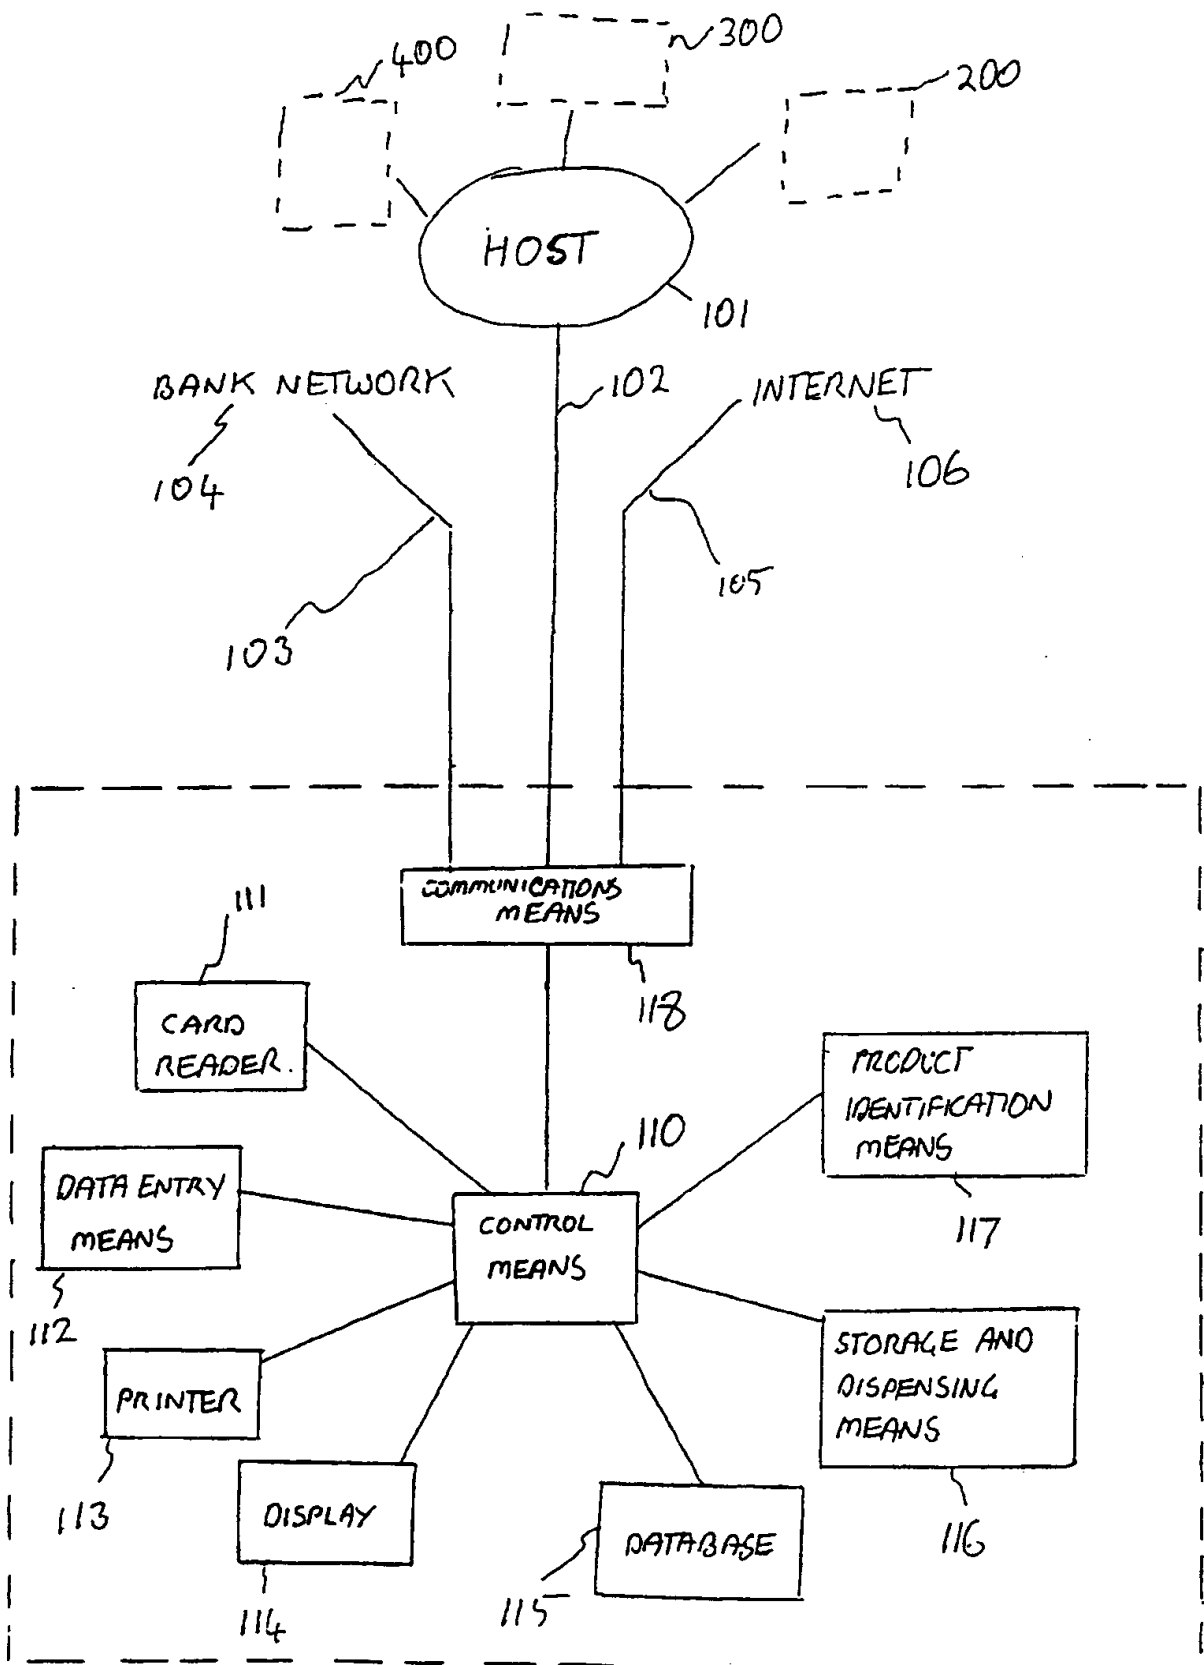 300
400
200
HOST
101
BANK NETWORK
102
INTERNET
104
106
105
103
COMMUNICATIONS
MEANS
111
118
CARD
READER.
PRODUCT
IDENTIFICATION
MEANS
110
117
DATA ENTRY
MEANS
CONTROL
MEANS
112
STORAGE AND
DISPENSING
MEANS
PRINTER
113
116
DISPLAY
114
DATABASE
115